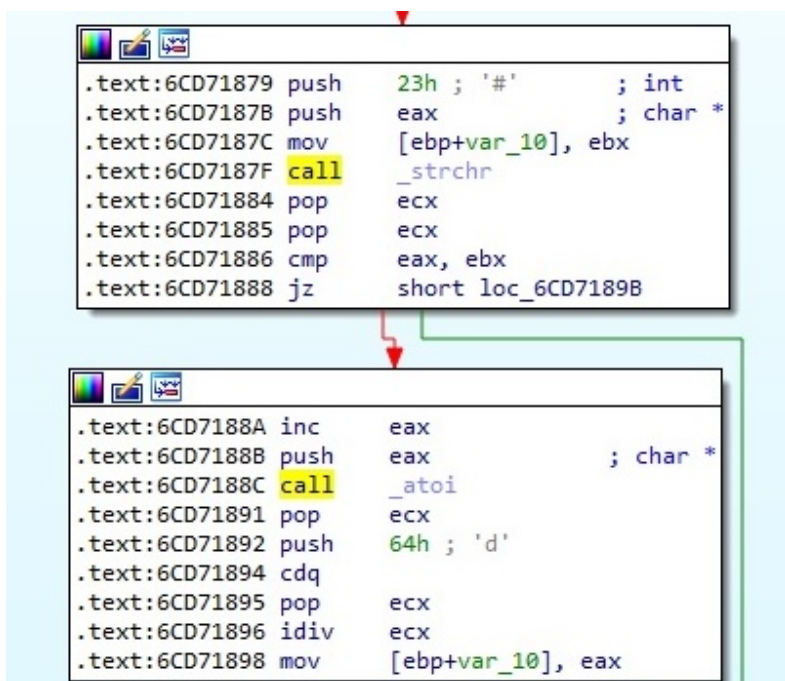 .text:6CD71879 push 23h ; '#' ; int
.text:6CD7187B push eax ; char *
.text:6CD7187C mov [ebp+var_10], ebx
.text:6CD7187F call _strchr
.text:6CD71884 pop ecx
.text:6CD71885 pop ecx
.text:6CD71886 cmp eax, ebx
.text:6CD71888 jz short loc_6CD7189B
.text:6CD7188A inc eax
.text:6CD7188B push eax ; char *
.text:6CD7188C call _atoi
.text:6CD71891 pop ecx
.text:6CD71892 push 64h ; 'd'
.text:6CD71894 cdq
.text:6CD71895 pop ecx
.text:6CD71896 idiv ecx
.text:6CD71898 mov [ebp+var_10], eax